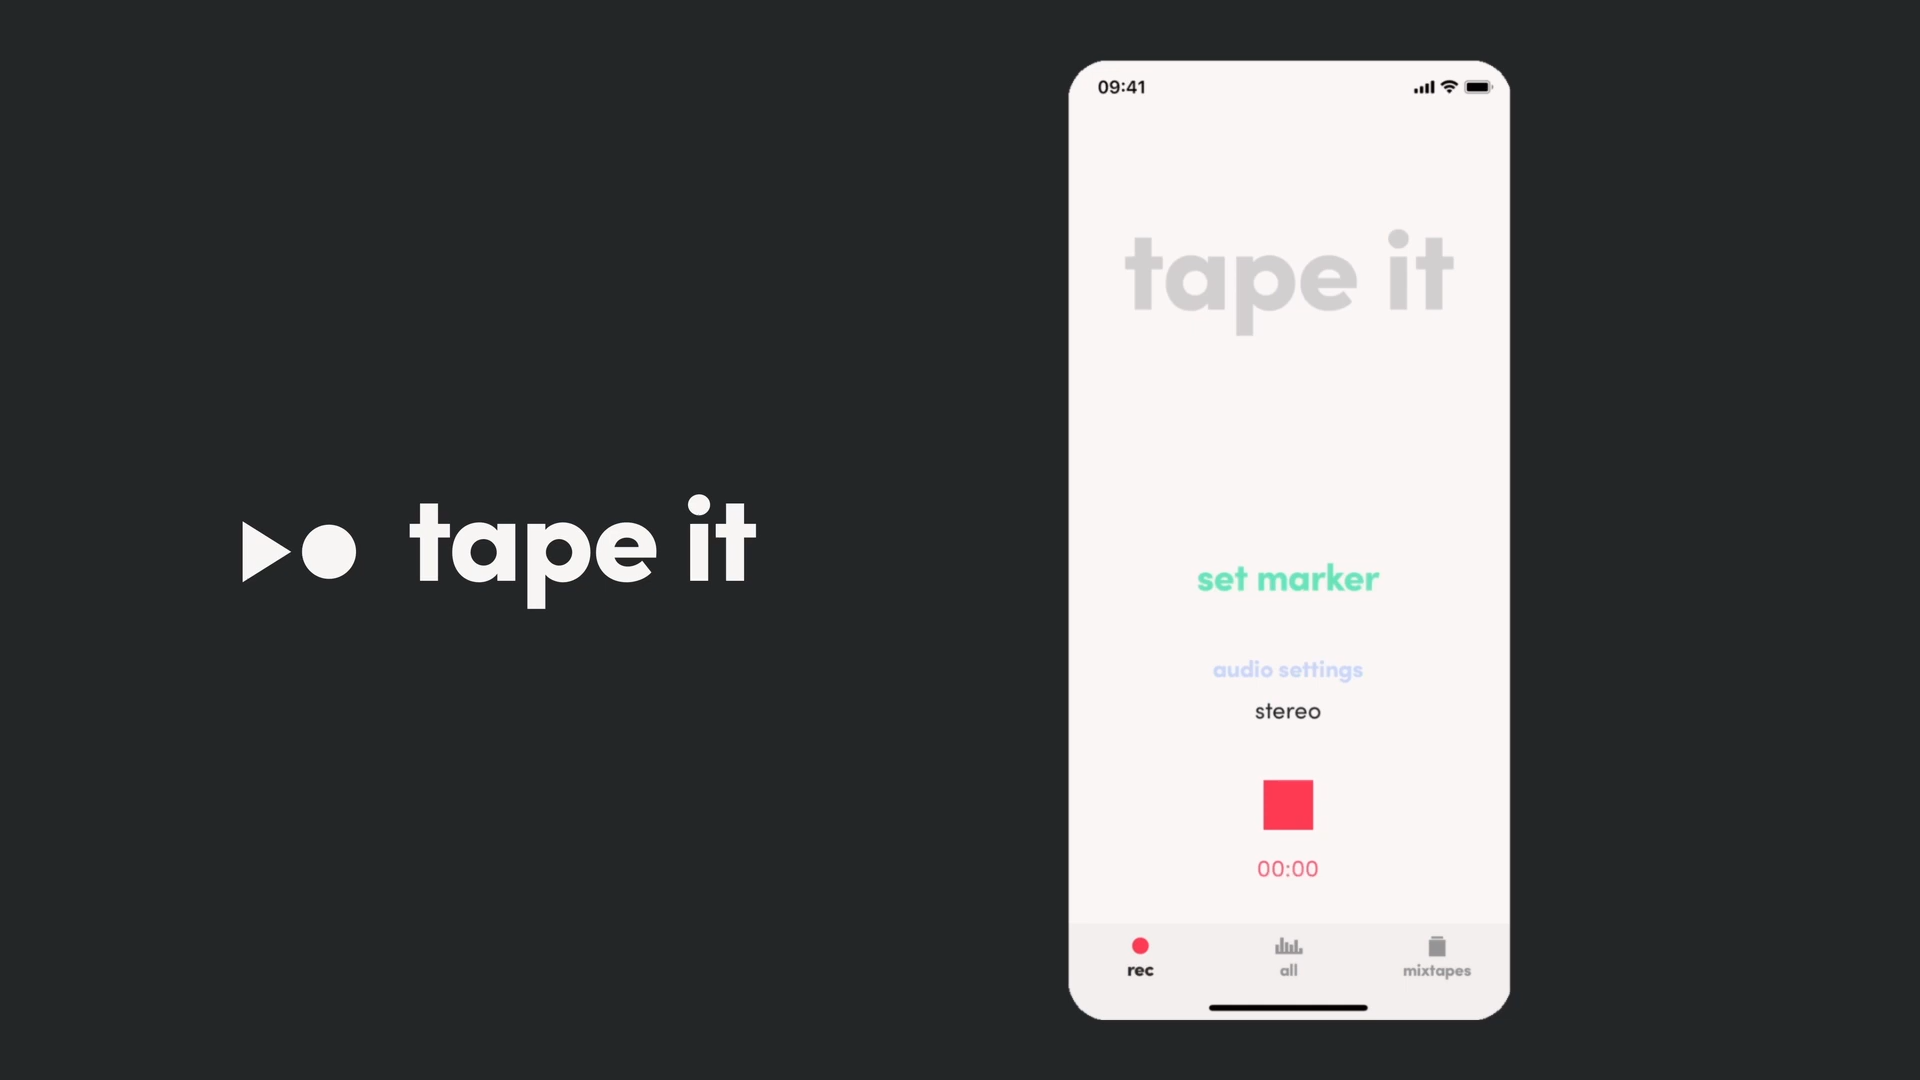 tape it
09:41
tape it
set marker
audio settings
stereo
00:00
rec
all
mixtapes